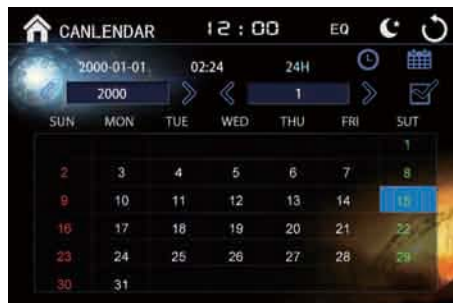 CANLENDAR 12:00 EQ
2000-01-01 02:24 24H
2000 1
SUN MON TUE WED THU FRI SUT
1
2 3 4 5 6 7 8
9 10 11 12 13 14 15
16 17 18 19 20 21 22
23 24 25 26 27 28 29
30 31